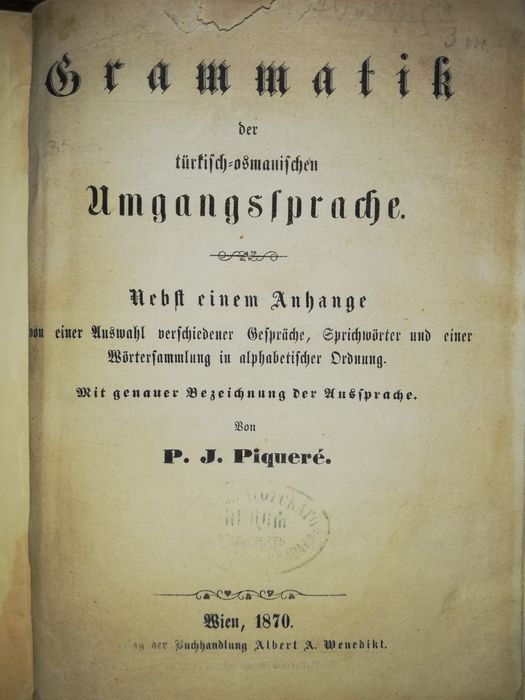 Grammatik
der
türkisch-osmanischen
Umgangssprache.
Nebst einem Anhange
von einer Auswahl verschiedener Gespräche, Sprichwörter und einer
Wörtersammlung in alphabetischer Ordnung.
Mit genauer Bezeichnung der Aussprache.
Von
P. J. Piqueré.
Wien, 1870.
der Buchhandlung Albert A. Wenedikt.